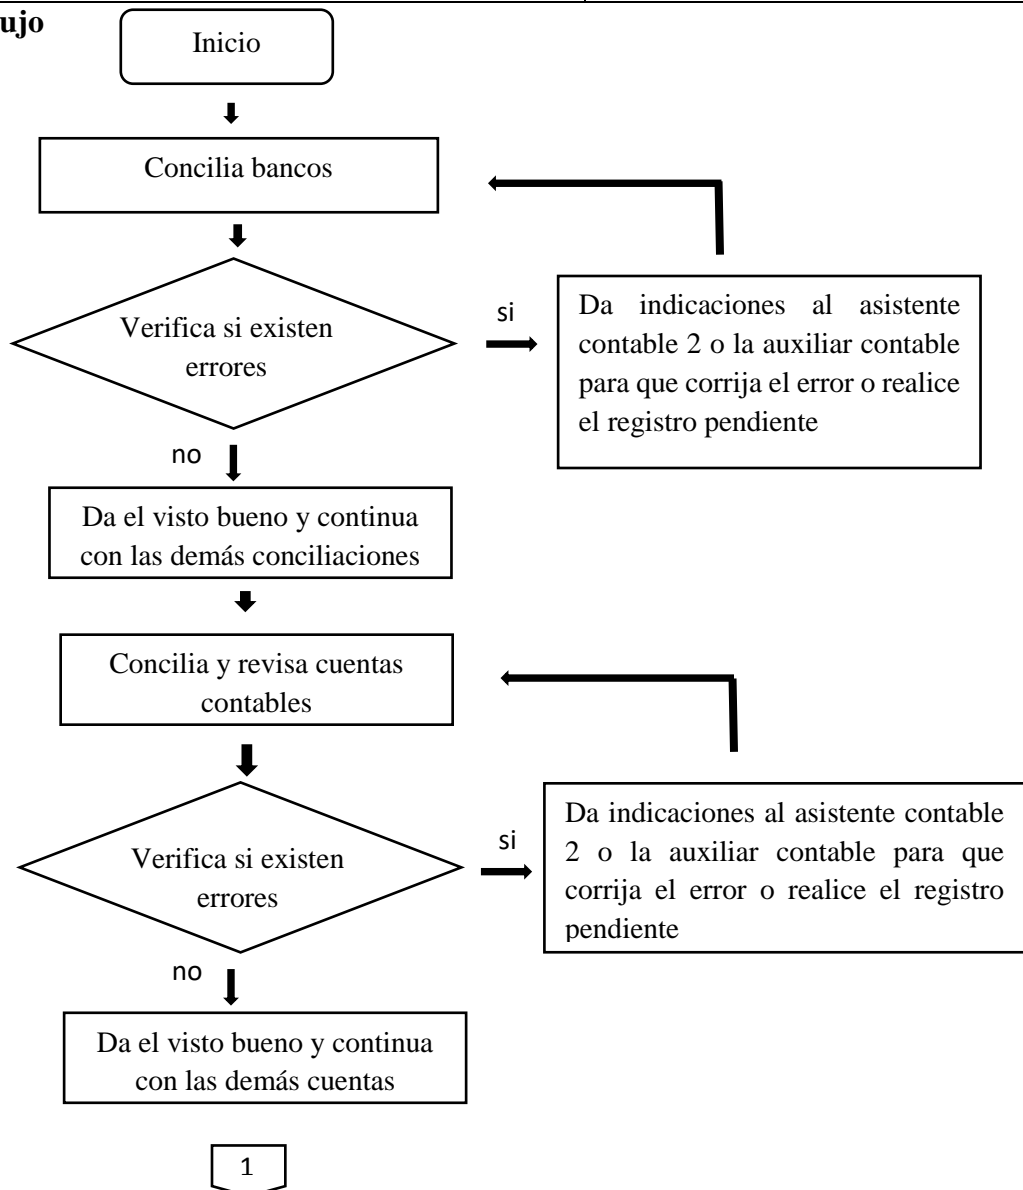 ujo
Inicio
Concilia bancos
Verifica si existen
errores
si
Da indicaciones al asistente
contable 2 o la auxiliar contable
para que corrija el error o realice
el registro pendiente
no
Da el visto bueno y continua
con las demás conciliaciones
Concilia y revisa cuentas
contables
Verifica si existen
errores
si
Da indicaciones al asistente contable
2 o la auxiliar contable para que
corrija el error o realice el registro
pendiente
no
Da el visto bueno y continua
con las demás cuentas
1